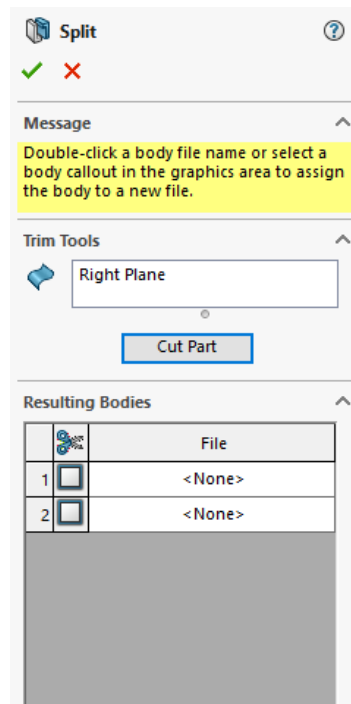 Split
?
Message
Double-click a body file name or select a
body callout in the graphics area to assign
the body to a new file.
Trim Tools
Right Plane
Cut Part
Resulting Bodies
File
1 <None>
2 <None>